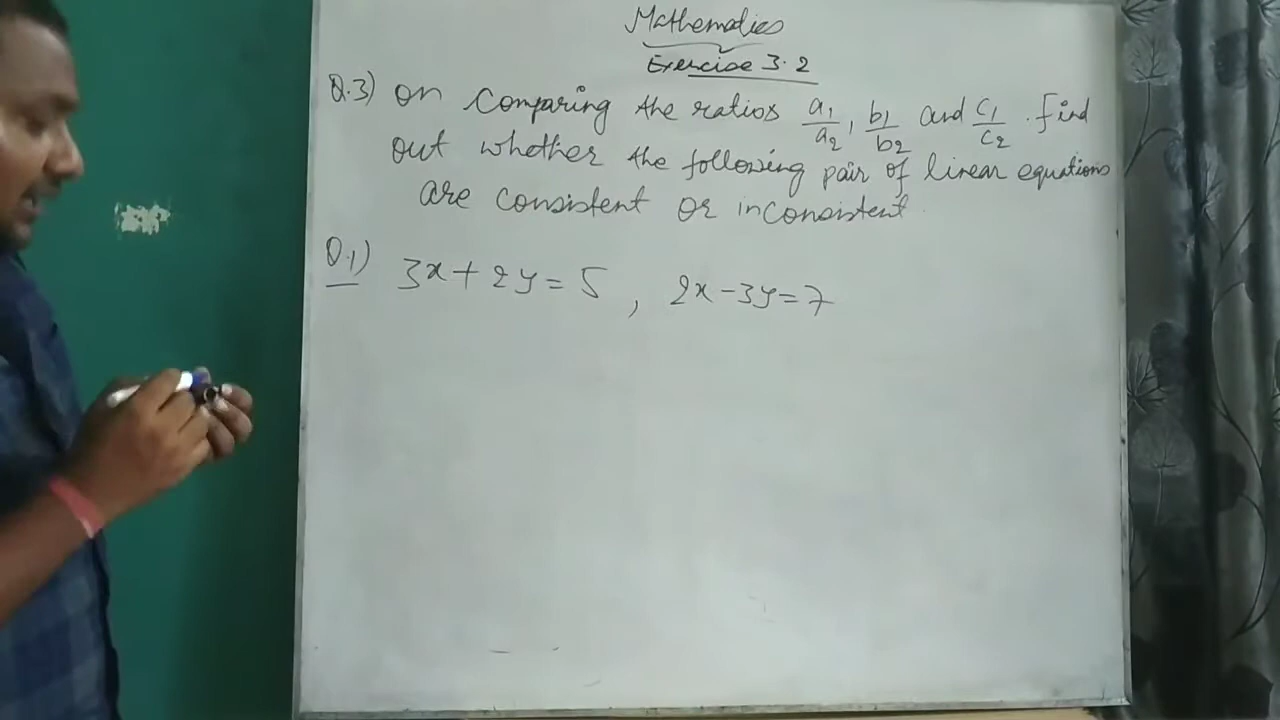 Mathematics
Exercise 3.2
Q.3) On Comparing the ratios a₁/a₂, b₁/b₂ and c₁/c₂. find
out whether the following pair of linear equations
are consistent or inconsistent.
Q.1) 3x + 2y = 5, 2x - 3y = 7